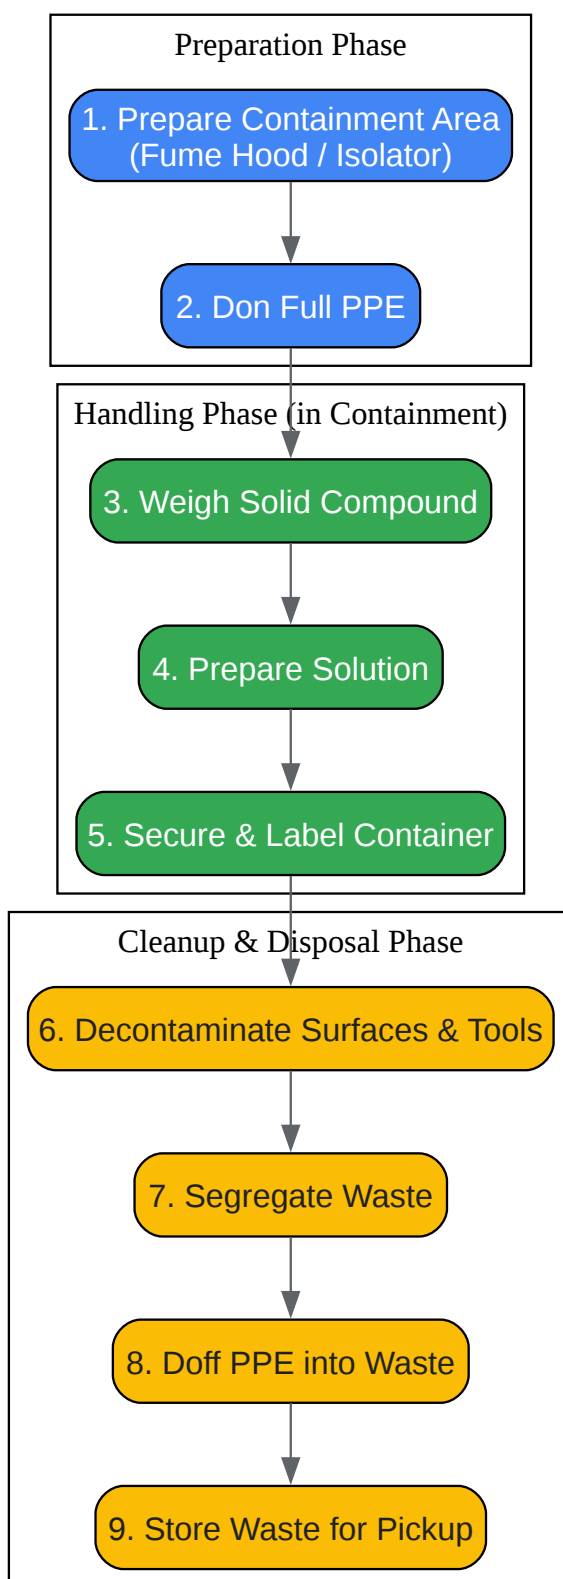 Preparation Phase
1. Prepare Containment Area
(Fume Hood / Isolator)
2. Don Full PPE
Handling Phase (in Containment)
3. Weigh Solid Compound
4. Prepare Solution
5. Secure & Label Container
Cleanup & Disposal Phase
6. Decontaminate Surfaces & Tools
7. Segregate Waste
8. Doff PPE into Waste
9. Store Waste for Pickup